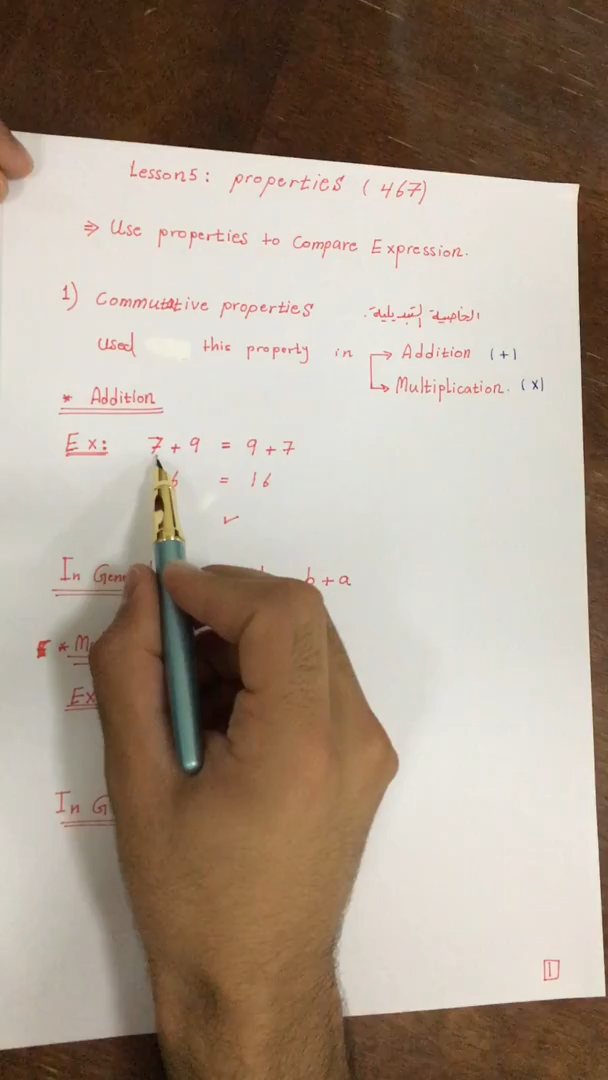 Lesson5: properties (467)
⇒ Use properties to Compare Expression.
1) Commutative properties الخاصية التبديلية.
used this property in → Addition (+)
→ Multiplication. (x)
* Addition
Ex: 7 + 9 = 9 + 7
6 = 16
✓
In Gene b + a
* M
Ex
In G
1